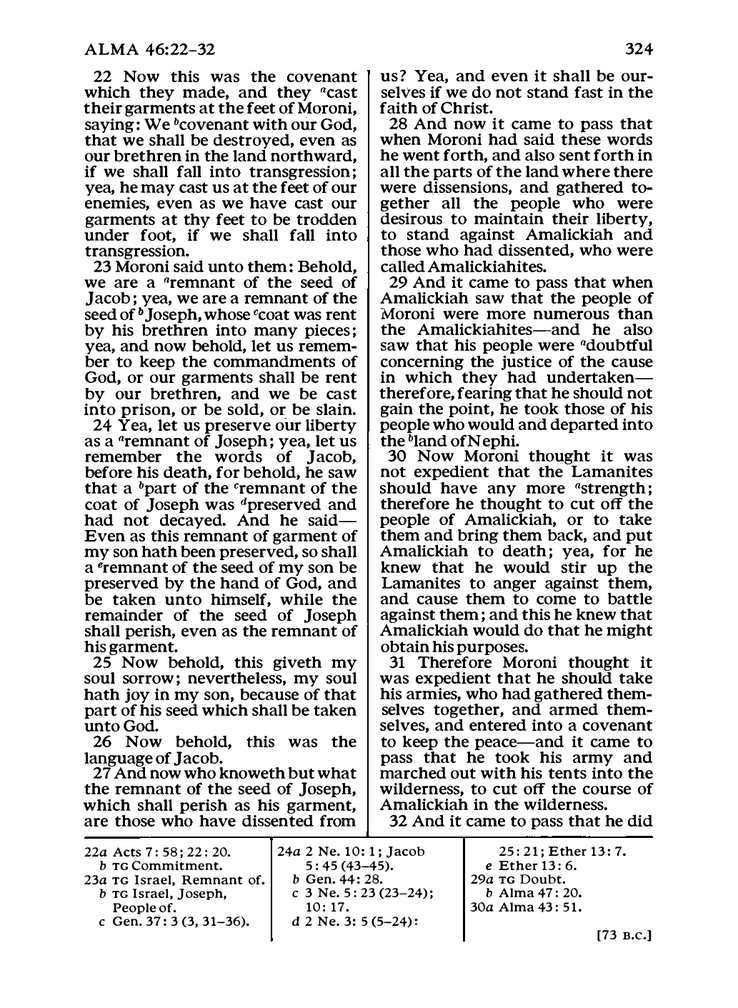 ALMA 46:22–32
324
22 Now this was the covenant
which they made, and they ᵃcast
their garments at the feet of Moroni,
saying: We ᵇcovenant with our God,
that we shall be destroyed, even as
our brethren in the land northward,
if we shall fall into transgression;
yea, he may cast us at the feet of our
enemies, even as we have cast our
garments at thy feet to be trodden
under foot, if we shall fall into
transgression.
23 Moroni said unto them: Behold,
we are a ᵃremnant of the seed of
Jacob; yea, we are a remnant of the
seed of ᵇJoseph, whose ᶜcoat was rent
by his brethren into many pieces;
yea, and now behold, let us remem-
ber to keep the commandments of
God, or our garments shall be rent
by our brethren, and we be cast
into prison, or be sold, or be slain.
24 Yea, let us preserve our liberty
as a ᵃremnant of Joseph; yea, let us
remember the words of Jacob,
before his death, for behold, he saw
that a ᵇpart of the ᶜremnant of the
coat of Joseph was ᵈpreserved and
had not decayed. And he said—
Even as this remnant of garment of
my son hath been preserved, so shall
a ᵉremnant of the seed of my son be
preserved by the hand of God, and
be taken unto himself, while the
remainder of the seed of Joseph
shall perish, even as the remnant of
his garment.
25 Now behold, this giveth my
soul sorrow; nevertheless, my soul
hath joy in my son, because of that
part of his seed which shall be taken
unto God.
26 Now behold, this was the
language of Jacob.
27 And now who knoweth but what
the remnant of the seed of Joseph,
which shall perish as his garment,
are those who have dissented from
us? Yea, and even it shall be our-
selves if we do not stand fast in the
faith of Christ.
28 And now it came to pass that
when Moroni had said these words
he went forth, and also sent forth in
all the parts of the land where there
were dissensions, and gathered to-
gether all the people who were
desirous to maintain their liberty,
to stand against Amalickiah and
those who had dissented, who were
called Amalickiahites.
29 And it came to pass that when
Amalickiah saw that the people of
Moroni were more numerous than
the Amalickiahites—and he also
saw that his people were ᵃdoubtful
concerning the justice of the cause
in which they had undertaken—
therefore, fearing that he should not
gain the point, he took those of his
people who would and departed into
the ᵇland of Nephi.
30 Now Moroni thought it was
not expedient that the Lamanites
should have any more ᵃstrength;
therefore he thought to cut off the
people of Amalickiah, or to take
them and bring them back, and put
Amalickiah to death; yea, for he
knew that he would stir up the
Lamanites to anger against them,
and cause them to come to battle
against them; and this he knew that
Amalickiah would do that he might
obtain his purposes.
31 Therefore Moroni thought it
was expedient that he should take
his armies, who had gathered them-
selves together, and armed them-
selves, and entered into a covenant
to keep the peace—and it came to
pass that he took his army and
marched out with his tents into the
wilderness, to cut off the course of
Amalickiah in the wilderness.
32 And it came to pass that he did
22a Acts 7: 58; 22: 20.
b TG Commitment.
23a TG Israel, Remnant of.
b TG Israel, Joseph,
People of.
c Gen. 37: 3 (3, 31–36).
24a 2 Ne. 10: 1; Jacob
5: 45 (43–45).
b Gen. 44: 28.
c 3 Ne. 5: 23 (23–24);
10: 17.
d 2 Ne. 3: 5 (5–24):
25: 21; Ether 13: 7.
e Ether 13: 6.
29a TG Doubt.
b Alma 47: 20.
30a Alma 43: 51.
[73 B.C.]